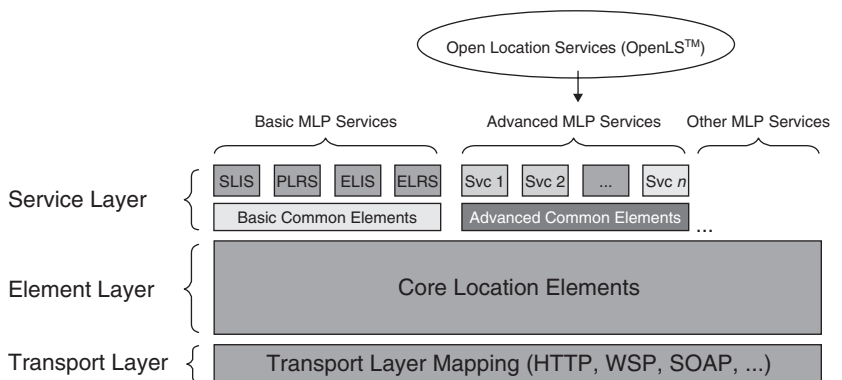 Open Location Services (OpenLS™)
Basic MLP Services
Advanced MLP Services
Other MLP Services
Service Layer
SLIS
PLRS
ELIS
ELRS
Svc 1
Svc 2
...
Svc n
Basic Common Elements
Advanced Common Elements
...
Element Layer
Core Location Elements
Transport Layer
Transport Layer Mapping (HTTP, WSP, SOAP, ...)